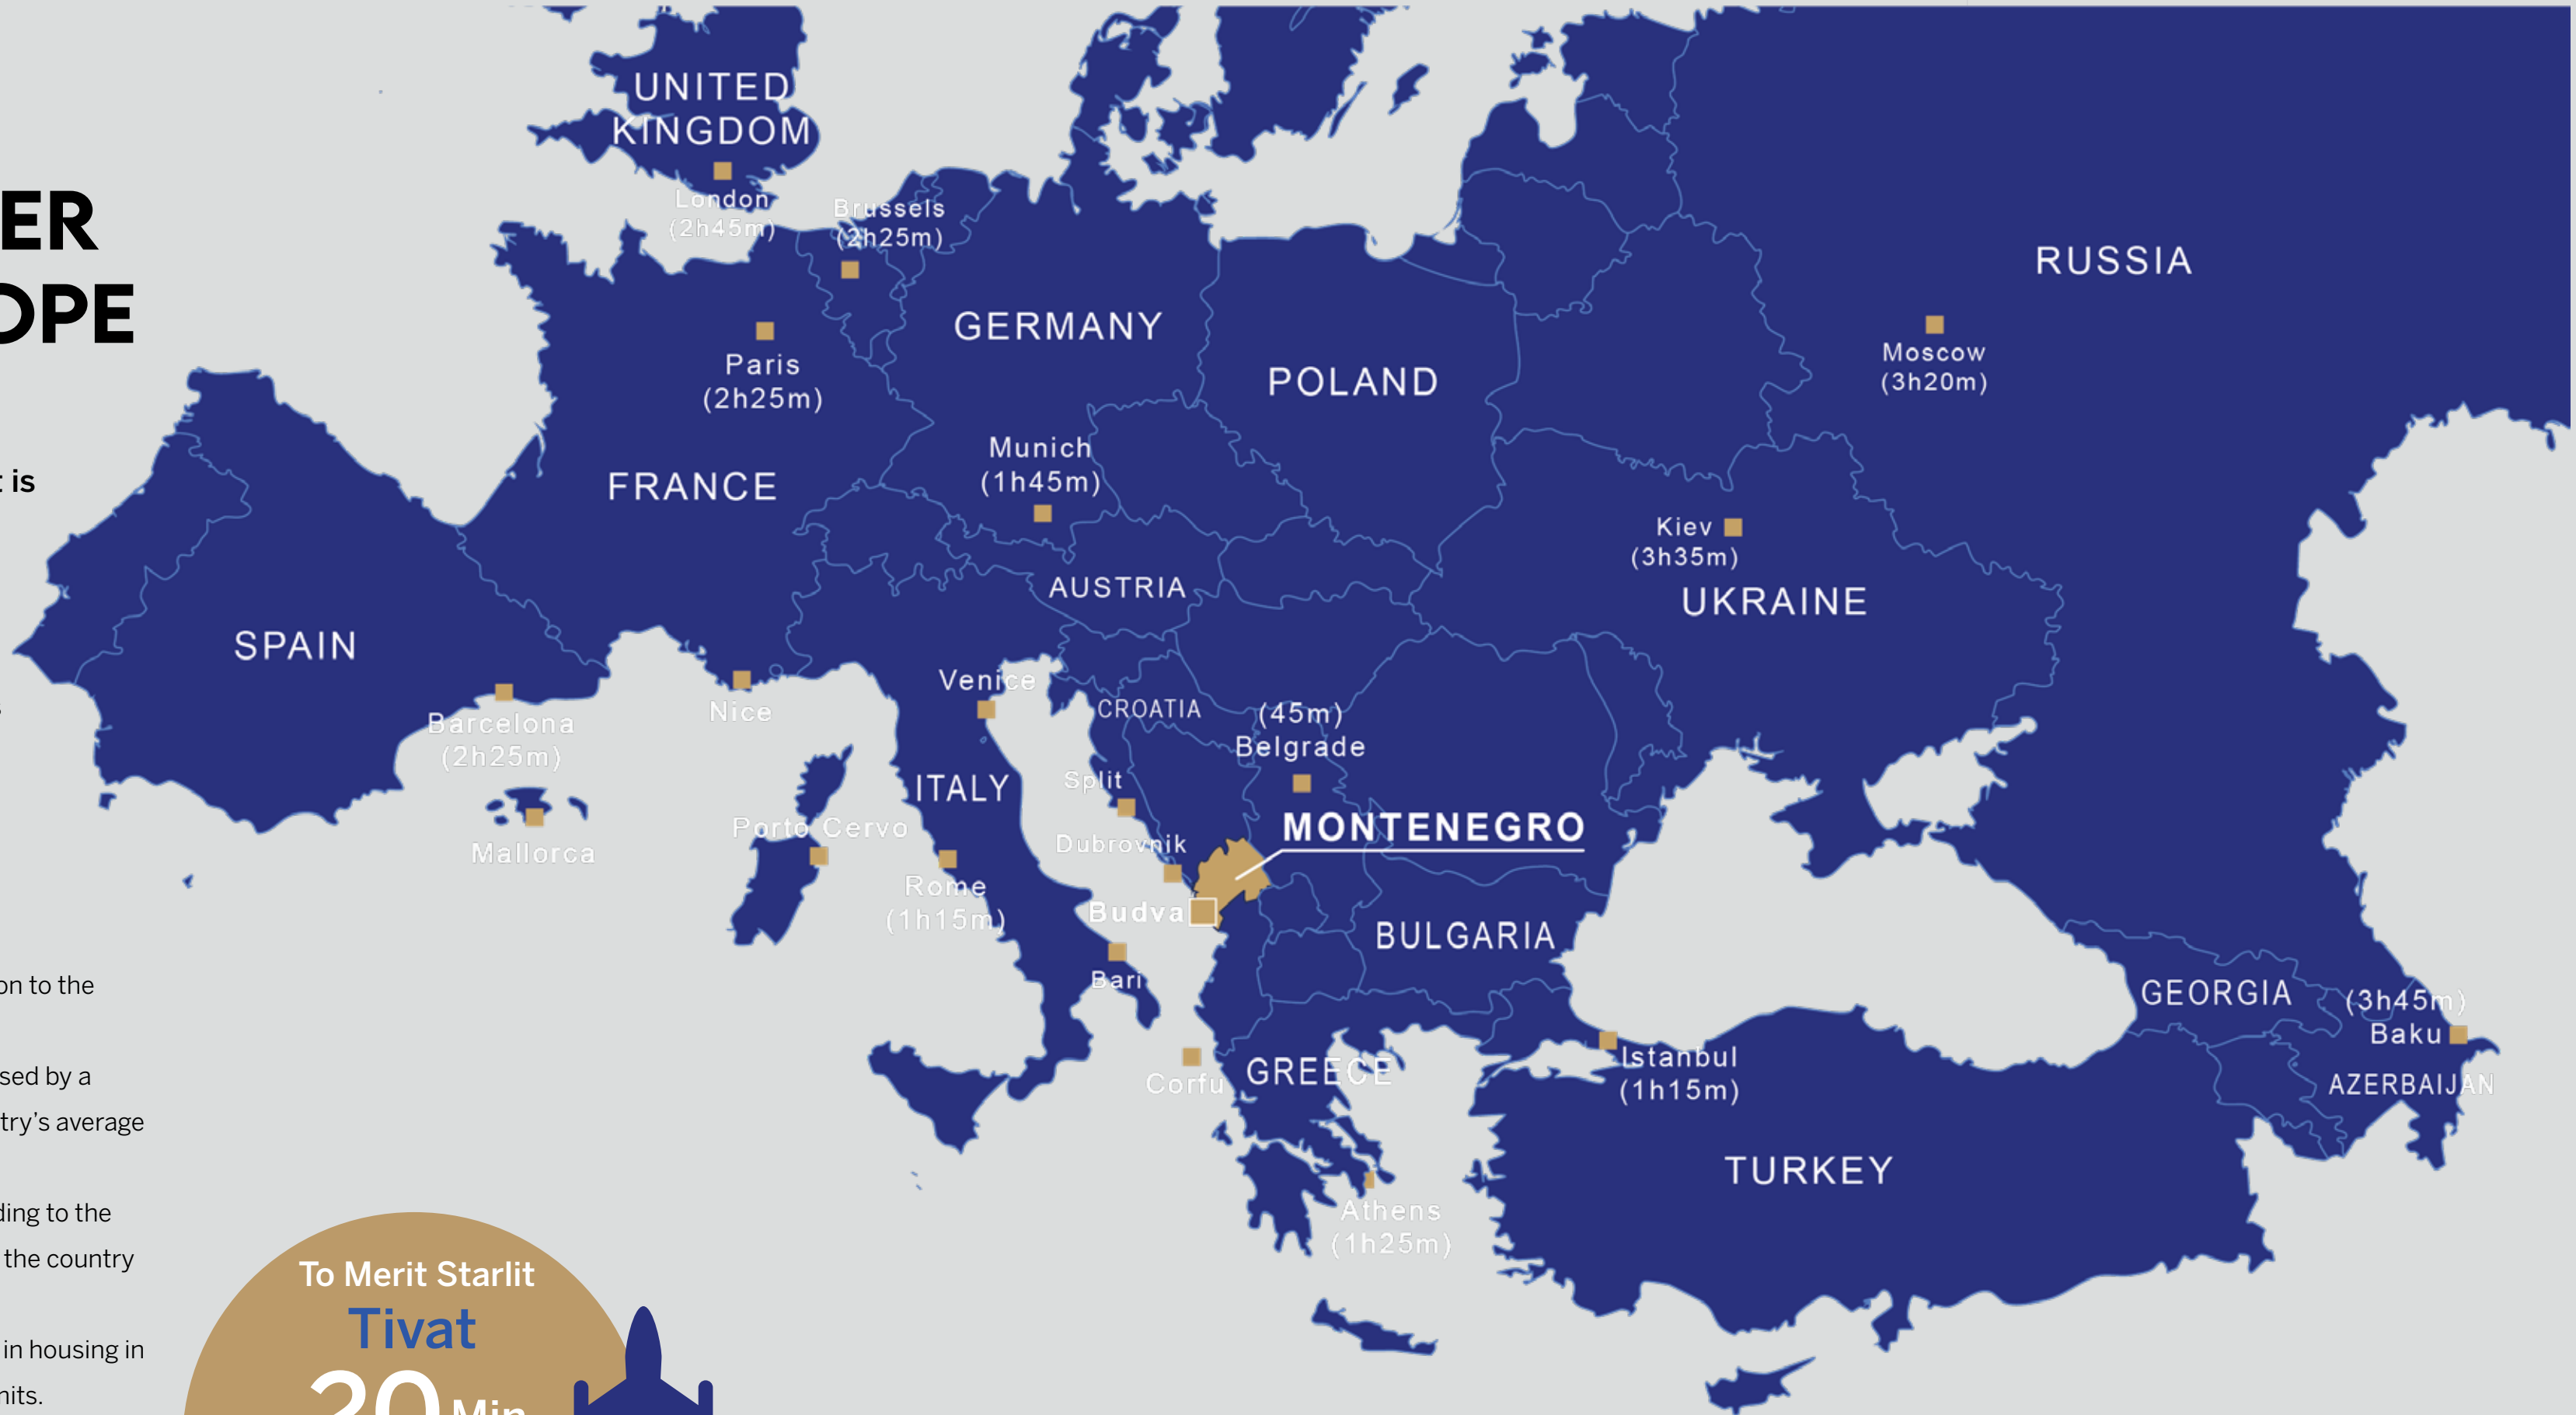 ER
OPE
t is
on to the
sed by a
try's average
ding to the
the country
in housing in
nits.
UNITED
KINGDOM
London
(2h45m)
Brussels
(2h25m)
Paris
(2h25m)
GERMANY
POLAND
RUSSIA
Moscow
(3h20m)
Munich
(1h45m)
FRANCE
Kiev
(3h35m)
UKRAINE
AUSTRIA
SPAIN
Barcelona
(2h25m)
Nice
Venice
CROATIA
(45m)
Belgrade
ITALY
Split
Mallorca
Porto Cervo
Dubrovnik
MONTENEGRO
Rome
(1h15m)
Budva
BULGARIA
Bari
GEORGIA
(3h45m)
Baku
AZERBAIJAN
Corfu
GREECE
Istanbul
(1h15m)
TURKEY
Athens
(1h25m)
To Merit Starlit
Tivat
20 Min